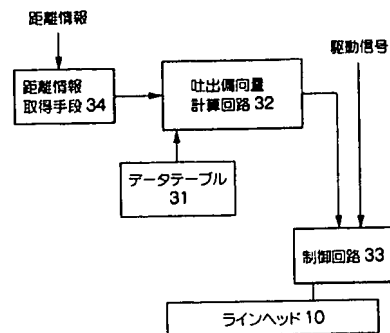 距離情報
駆動信号
距離情報
取得手段 34
吐出偏向量
計算回路 32
データテーブル
31
制御回路 33
ラインヘッド 10